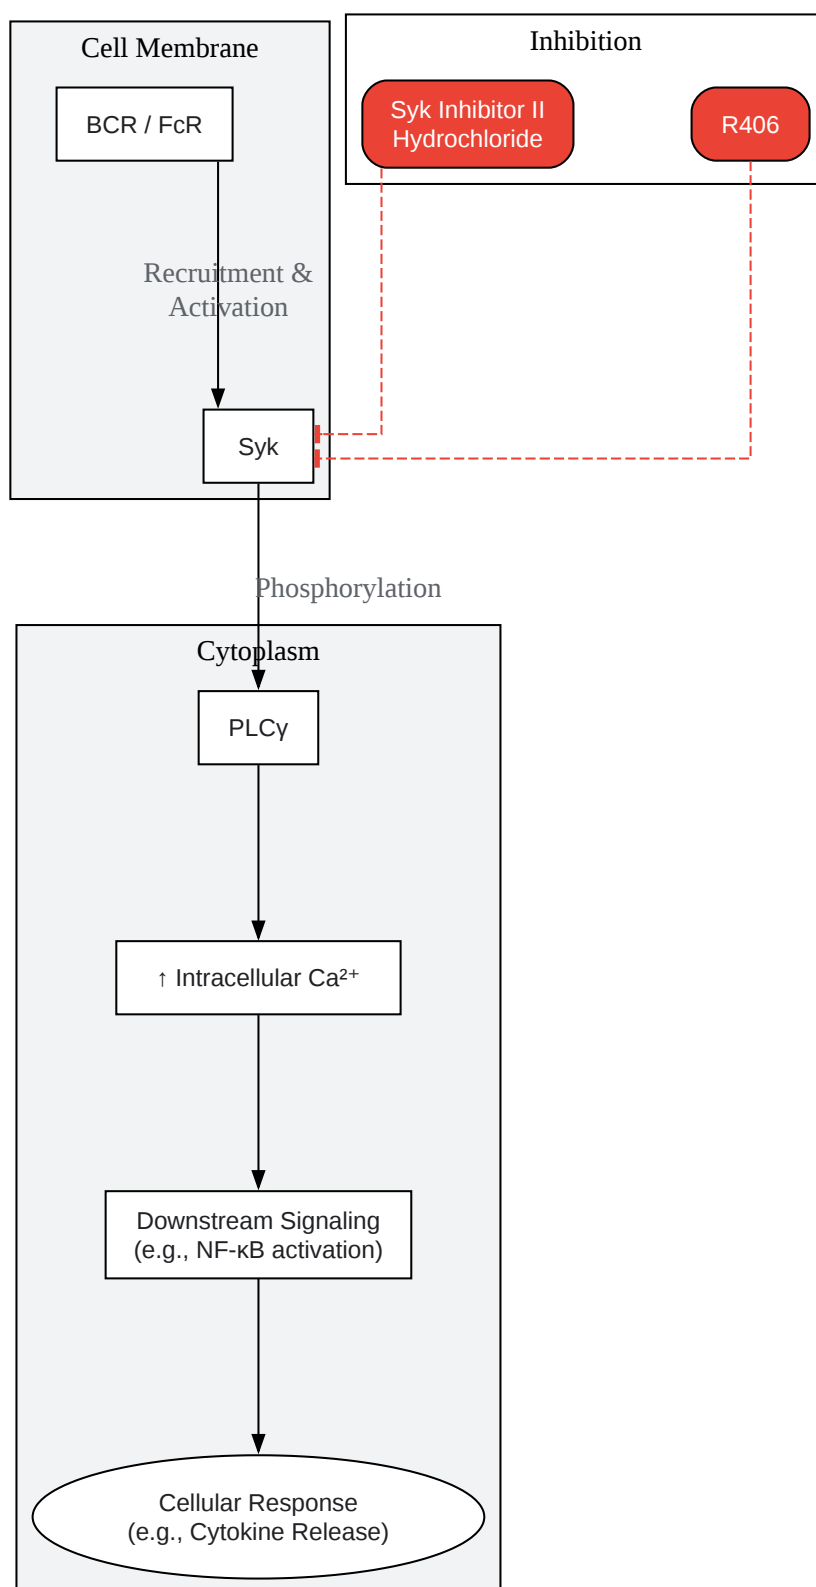 Cell Membrane
BCR / FcR
Inhibition
Syk Inhibitor II
Hydrochloride
R406
Recruitment &
Activation
Syk
Phosphorylation
Cytoplasm
PLCγ
↑ Intracellular Ca²⁺
Downstream Signaling
(e.g., NF-κB activation)
Cellular Response
(e.g., Cytokine Release)